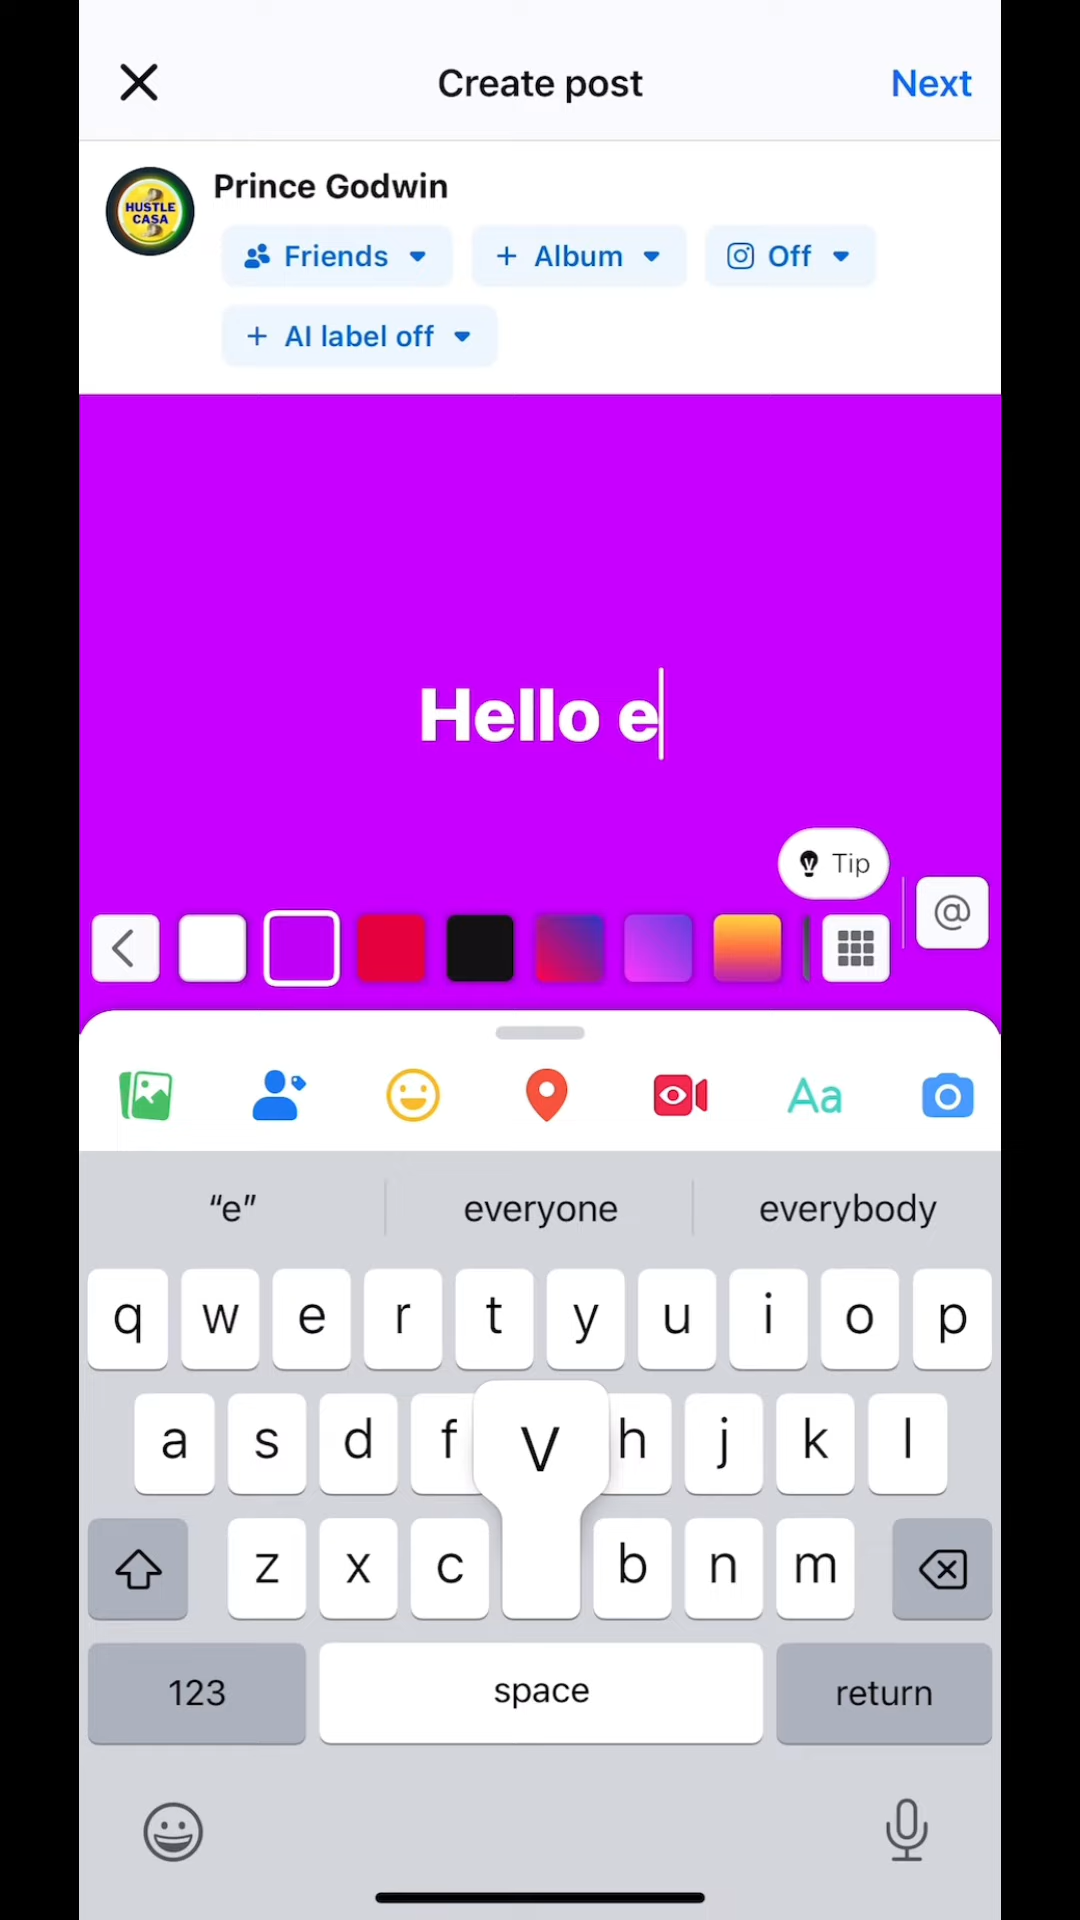 Create post
Next
HUSTLE
CASA
Prince Godwin
Friends
+ Album
Off
+ AI label off
Hello e
Tip
@
Aa
“e” everyone everybody
q w e r t y u i o p
a s d f V h j k l
z x c b n m
123 space return